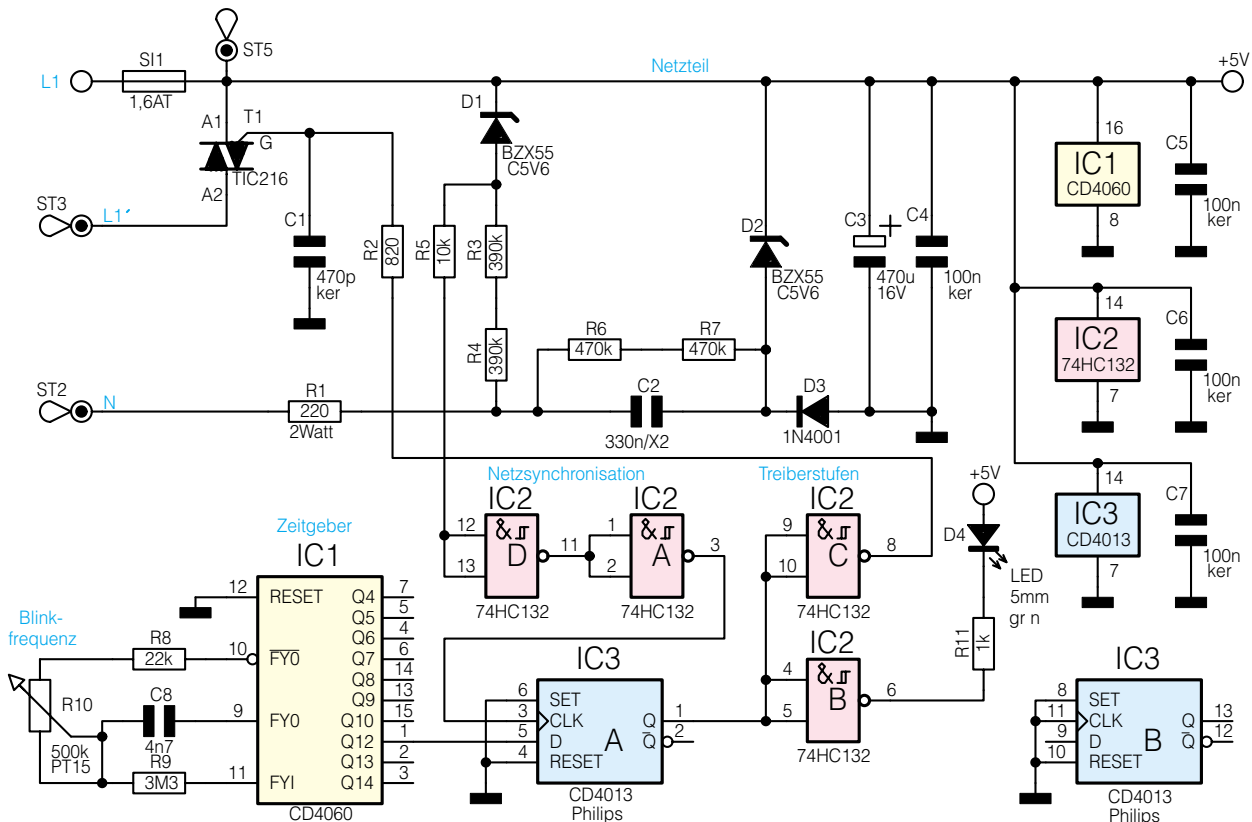 ST5
L1
SI1
1,6AT
Netzteil
+5V
A1
T1
G
TIC216
A2
ST3
L1´
C1
470p
ker
R2
820
R5
10k
D1
BZX55
C5V6
R3
390k
R4
390k
D2
BZX55
C5V6
C3
+
470u
16V
C4
100n
ker
16
IC1
CD4060
8
C5
100n
ker
14
IC2
74HC132
7
C6
100n
ker
14
IC3
CD4013
7
C7
100n
ker
ST2
N
R1
220
2Watt
R6
470k
R7
470k
C2
330n/X2
D3
1N4001
Netzsynchronisation
IC2
12
13
&
D
11
74HC132
IC2
1
2
&
A
3
74HC132
Treiberstufen
IC2
9
10
&
C
8
74HC132
IC2
4
5
&
B
6
74HC132
+5V
D4
LED
5mm
gr n
R11
1k
Zeitgeber
IC1
12 RESET
10 FY0
9 FY0
11 FYI
Q4 7
Q5 5
Q6 4
Q7 6
Q8 14
Q9 13
Q10 15
Q12 1
Q13 2
Q14 3
CD4060
Blink-
frequenz
R8
22k
R10
500k
PT15
C8
4n7
R9
3M3
IC3
6 SET
3 CLK
5 D
4 RESET
A
Q 1
Q 2
CD4013
Philips
IC3
8 SET
11 CLK
9 D
10 RESET
B
Q 13
Q 12
CD4013
Philips